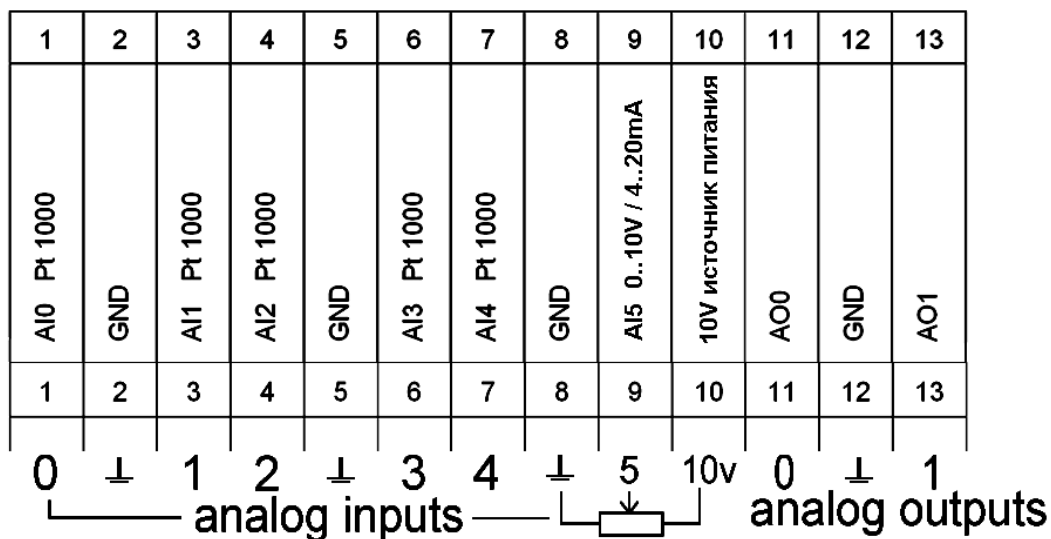 1 2 3 4 5 6 7 8 9 10 11 12 13
AI0 Pt 1000
GND
AI1 Pt 1000
AI2 Pt 1000
GND
AI3 Pt 1000
AI4 Pt 1000
GND
AI5 0..10V / 4..20mA
10V источник питания
AO0
GND
AO1
1 2 3 4 5 6 7 8 9 10 11 12 13
0 ⊥ 1 2 ⊥ 3 4 ⊥ 5 10v 0 ⊥ 1
analog inputs analog outputs